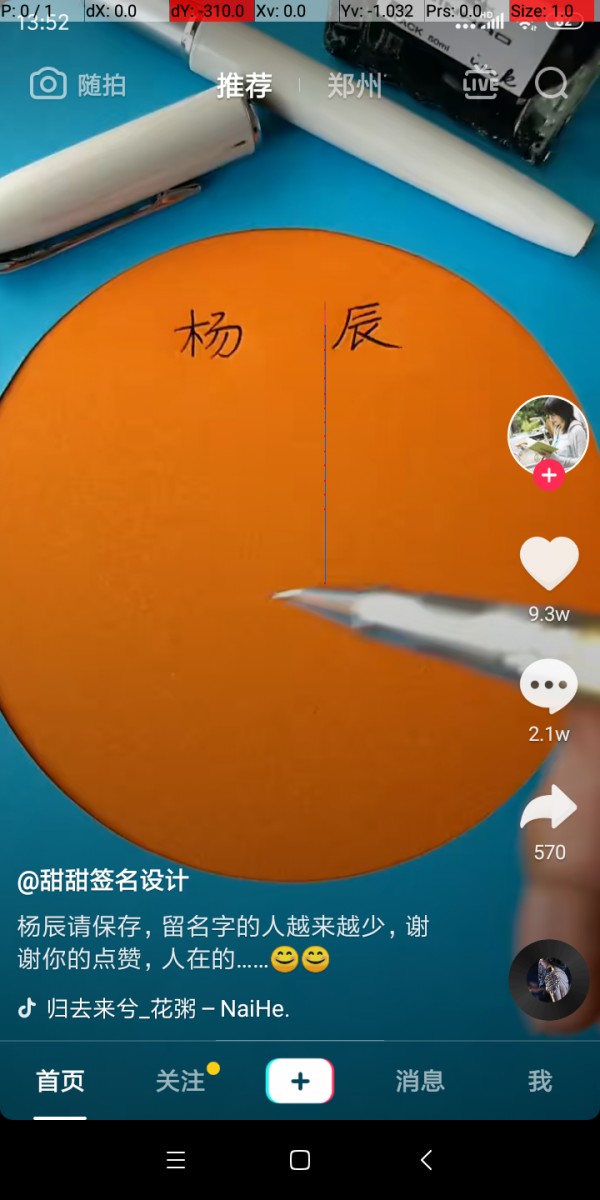 P: 0 / 1 dX: 0.0 dY: -310.0 Xv: 0.0 Yv: -1.032 Prs: 0.0 Size: 1.0
13:52 HD 62
BLACK 50ml
随拍 推荐 郑州 LIVE
杨 辰
9.3w
2.1w
570
@甜甜签名设计
杨辰请保存，留名字的人越来越少，谢
谢你的点赞，人在的……😊😊
归去来兮_花粥 – NaiHe.
首页 关注 消息 我